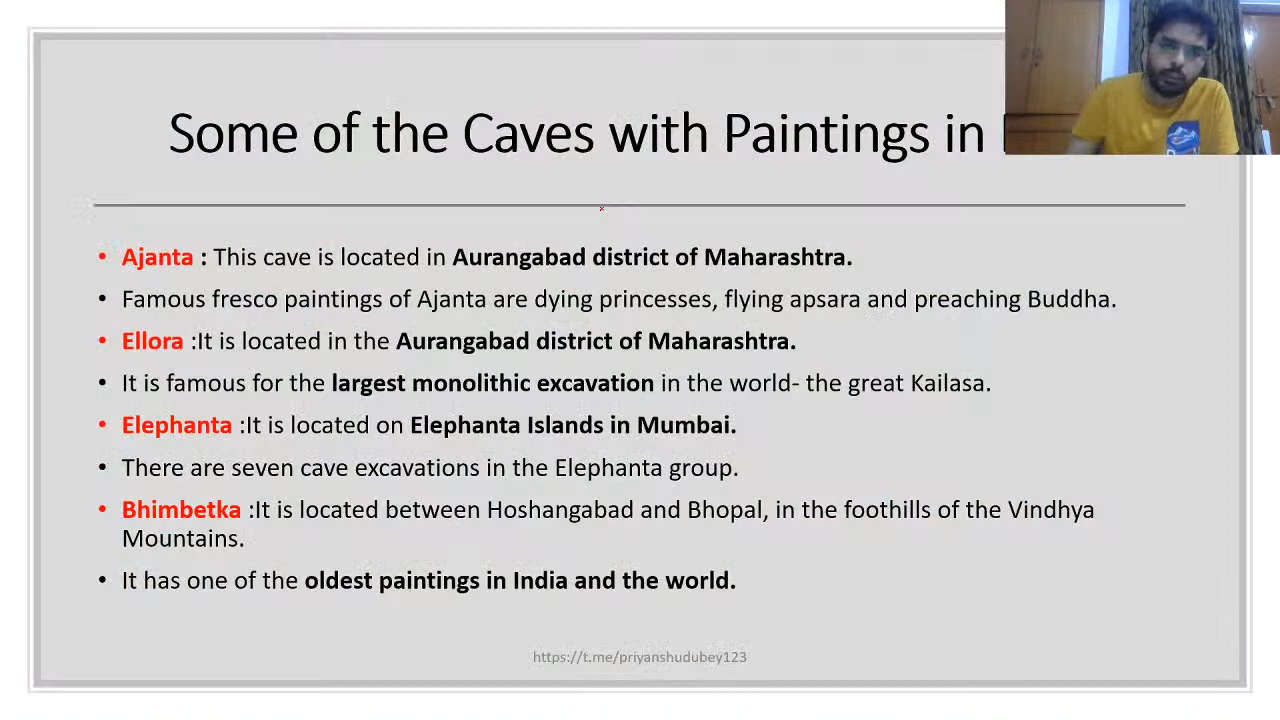 Some of the Caves with Paintings in
• Ajanta : This cave is located in Aurangabad district of Maharashtra.
• Famous fresco paintings of Ajanta are dying princesses, flying apsara and preaching Buddha.
• Ellora :It is located in the Aurangabad district of Maharashtra.
• It is famous for the largest monolithic excavation in the world- the great Kailasa.
• Elephanta :It is located on Elephanta Islands in Mumbai.
• There are seven cave excavations in the Elephanta group.
• Bhimbetka :It is located between Hoshangabad and Bhopal, in the foothills of the Vindhya
Mountains.
• It has one of the oldest paintings in India and the world.
https://t.me/priyanshudubey123